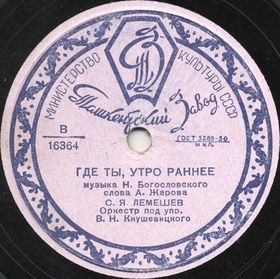 МИНИСТЕРСТВО КУЛЬТУРЫ СССР
Ташкентский Завод
В
16364
ГОСТ 5289-50
ГДЕ ТЫ, УТРО РАННЕЕ
музыка Н. Богословского
слова А. Жарова
С. Я. ЛЕМЕШЕВ
Оркестр под упр.
В. Н. Кнушевицкого